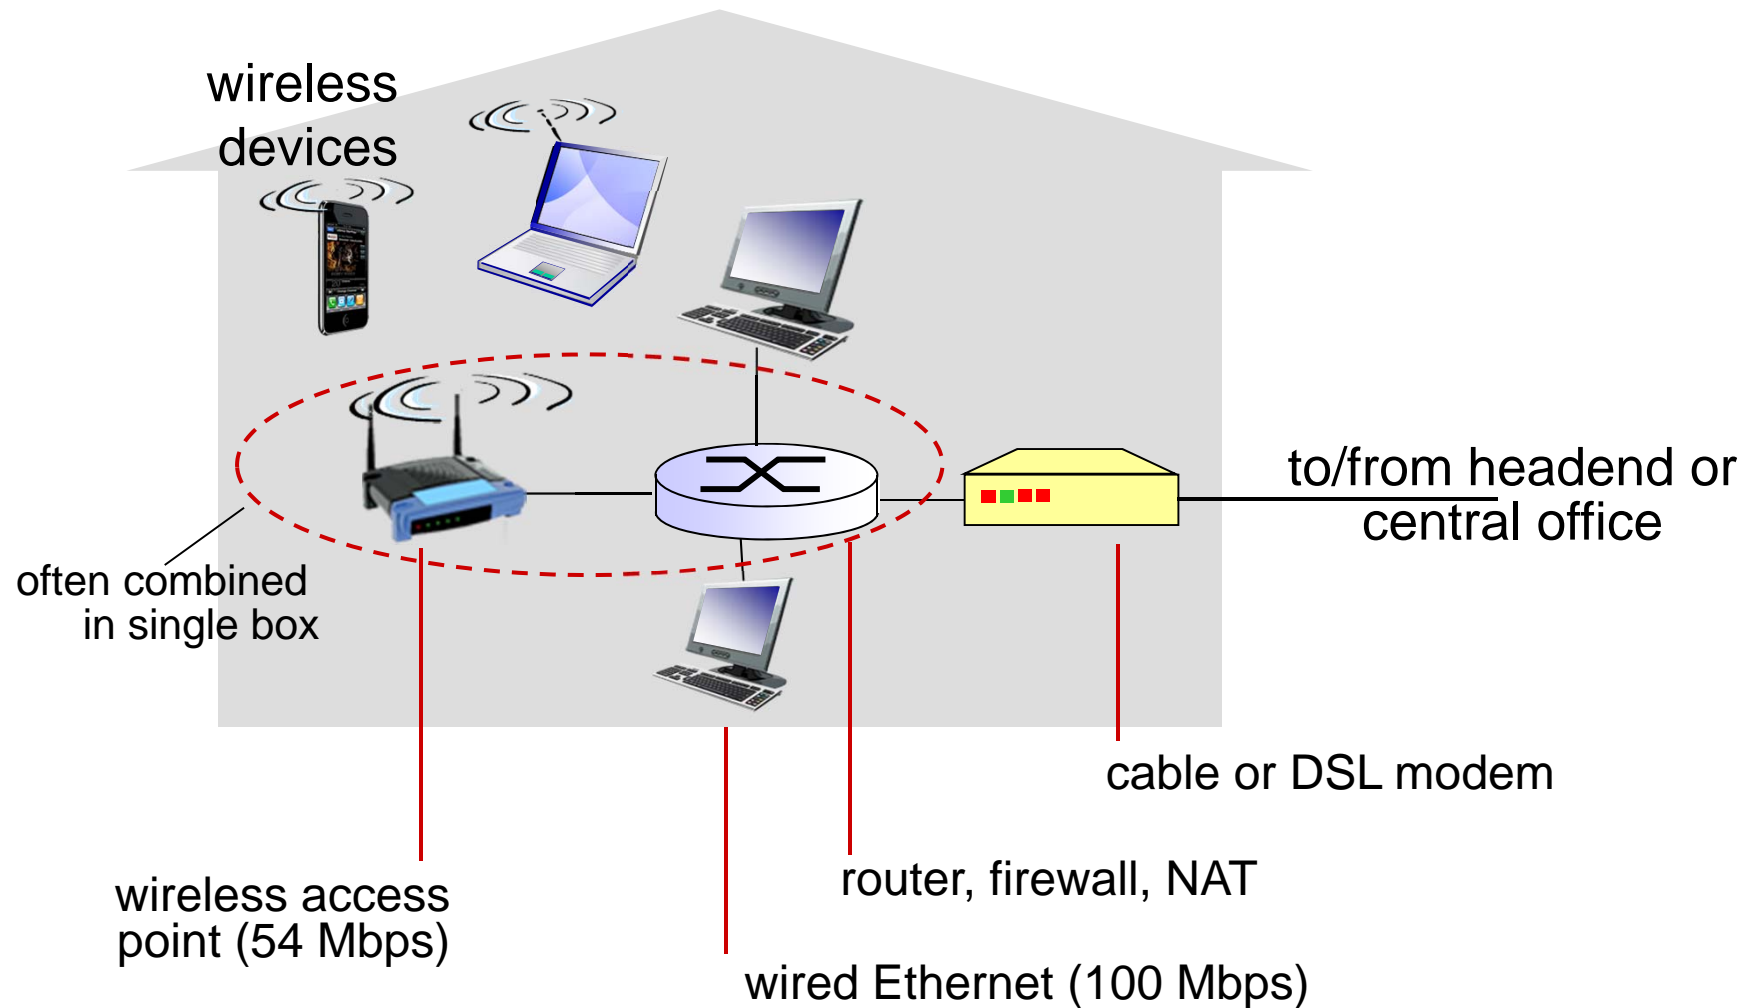 wireless
devices
to/from headend or
central office
often combined
in single box
cable or DSL modem
router, firewall, NAT
wireless access
point (54 Mbps)
wired Ethernet (100 Mbps)